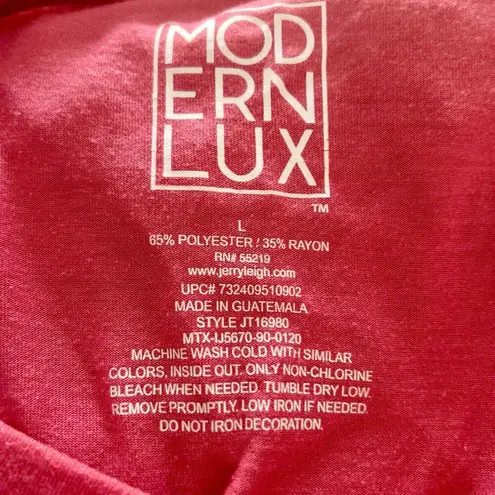 MOD
ERN
LUX
TM
L
65% POLYESTER / 35% RAYON
RN# 55219
www.jerryleigh.com
UPC# 732409510902
MADE IN GUATEMALA
STYLE JT16980
MTX-IJ5670-90-0120
MACHINE WASH COLD WITH SIMILAR
COLORS, INSIDE OUT. ONLY NON-CHLORINE
BLEACH WHEN NEEDED. TUMBLE DRY LOW.
REMOVE PROMPTLY. LOW IRON IF NEEDED.
DO NOT IRON DECORATION.